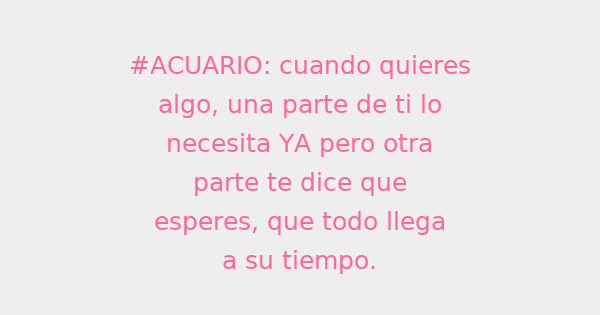 #ACUARIO: cuando quieres
algo, una parte de ti lo
necesita YA pero otra
parte te dice que
esperes, que todo llega
a su tiempo.